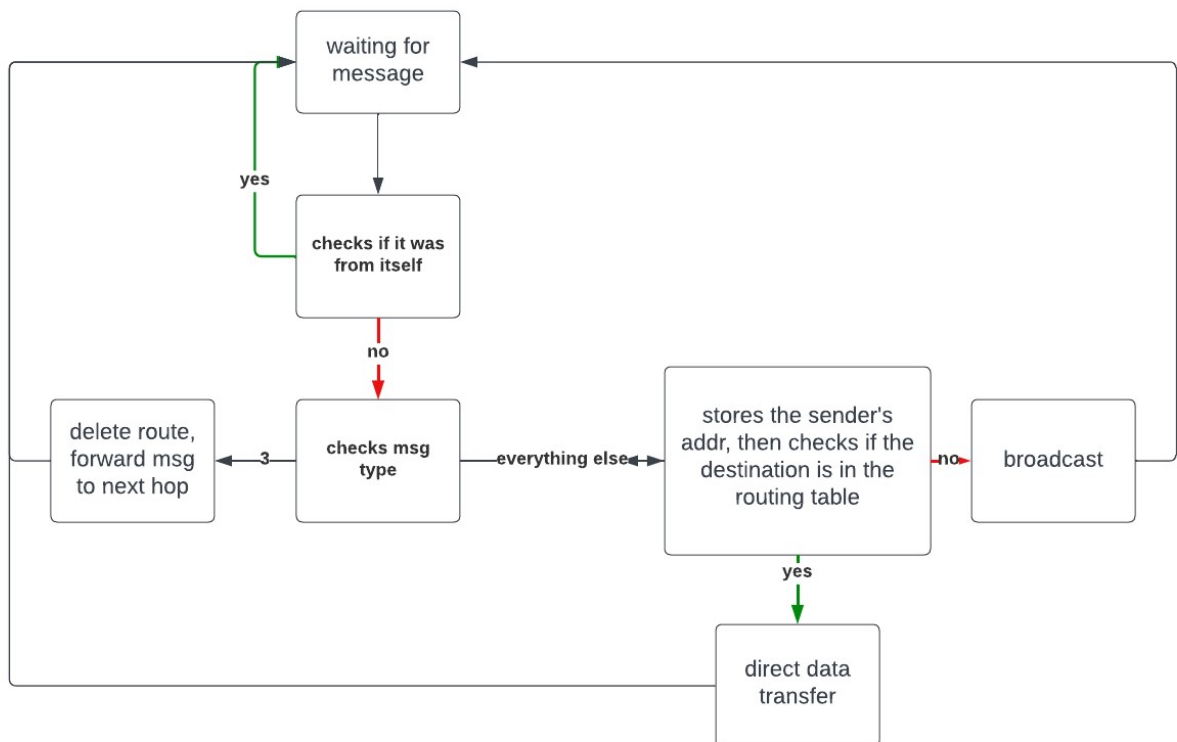 waiting for
message
yes
checks if it was
from itself
no
delete route,
forward msg
to next hop
3
checks msg
type
everything else
stores the sender's
addr, then checks if the
destination is in the
routing table
no
broadcast
yes
direct data
transfer